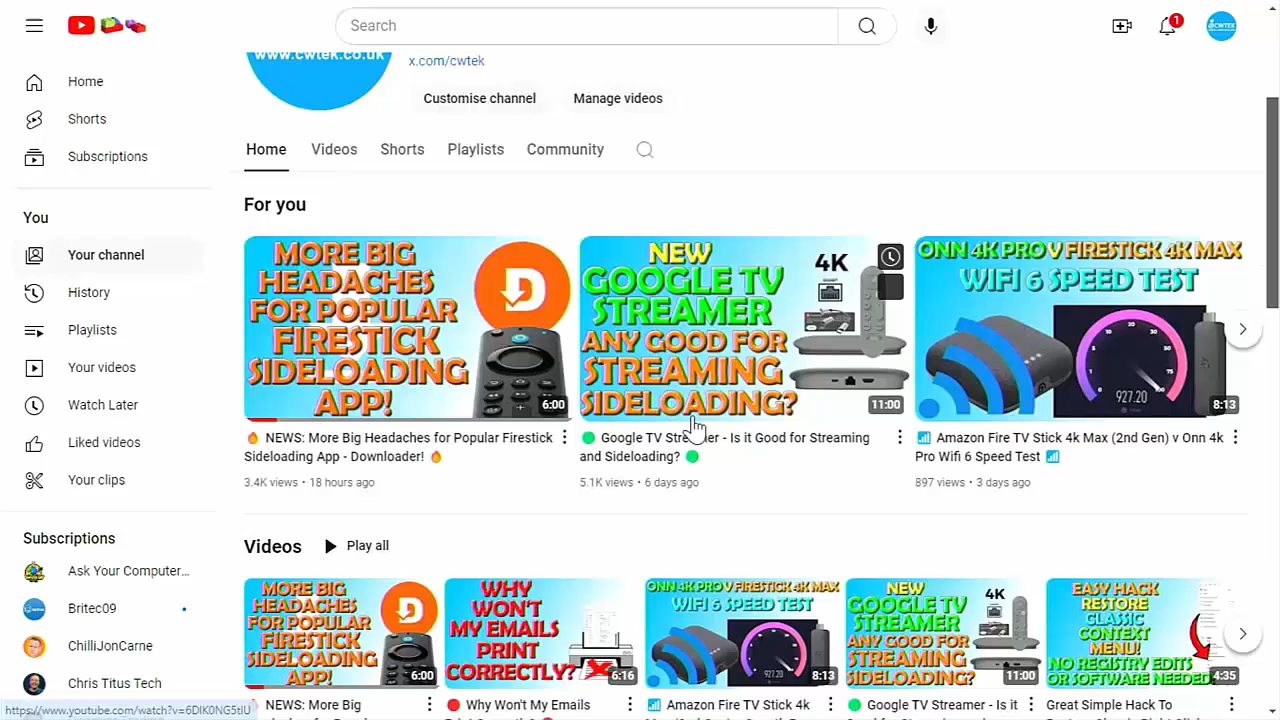 Search
1
CWTEK
www.cwtek.co.uk
x.com/cwtek
Customise channel
Manage videos
Home
Shorts
Subscriptions
You
Your channel
History
Playlists
Your videos
Watch Later
Liked videos
Your clips
Subscriptions
Ask Your Computer...
Britec09
ChilliJonCarne
Chris Titus Tech
https://www.youtube.com/watch?v=6DIK0NG5tIU
Home
Videos
Shorts
Playlists
Community
For you
MORE BIG
HEADACHES
FOR POPULAR
FIRESTICK
SIDELOADING
APP!
D
6:00
🔥 NEWS: More Big Headaches for Popular Firestick
Sideloading App - Downloader! 🔥
3.4K views • 18 hours ago
NEW
GOOGLE TV
STREAMER
ANY GOOD FOR
STREAMING
SIDELOADING?
4K
11:00
🟢 Google TV Streamer - Is it Good for Streaming
and Sideloading? 🟢
5.1K views • 6 days ago
ONN 4K PRO V FIRESTICK 4K MAX
WIFI 6 SPEED TEST
927.20
8:13
📶 Amazon Fire TV Stick 4k Max (2nd Gen) v Onn 4k
Pro Wifi 6 Speed Test 📶
897 views • 3 days ago
Videos
Play all
MORE BIG
HEADACHES
FOR POPULAR
FIRESTICK
SIDELOADING
APP!
D
6:00
🔥 NEWS: More Big
WHY
WON'T
MY EMAILS
PRINT
CORRECTLY?
6:16
🔴 Why Won't My Emails
ONN 4K PRO V FIRESTICK 4K MAX
WIFI 6 SPEED TEST
8:13
📶 Amazon Fire TV Stick 4k
NEW
GOOGLE TV
STREAMER
ANY GOOD FOR
STREAMING
SIDELOADING?
4K
11:00
🟢 Google TV Streamer - Is it
EASY HACK
RESTORE
CLASSIC
CONTEXT
MENU!
NO REGISTRY EDITS
OR SOFTWARE NEEDED
4:35
Great Simple Hack To